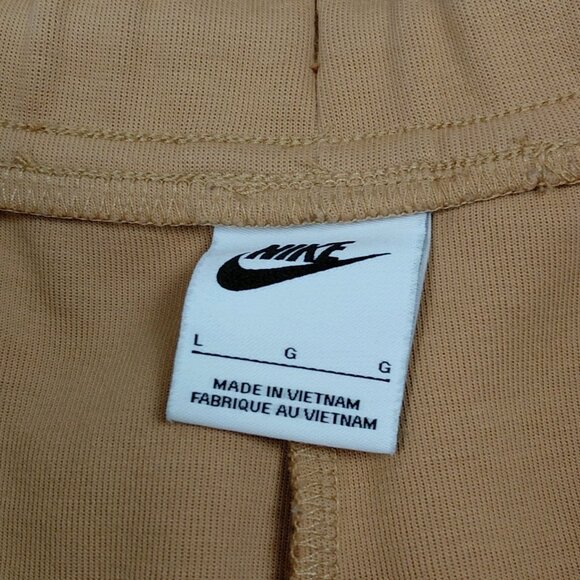 NIKE
L G G
MADE IN VIETNAM
FABRIQUE AU VIETNAM